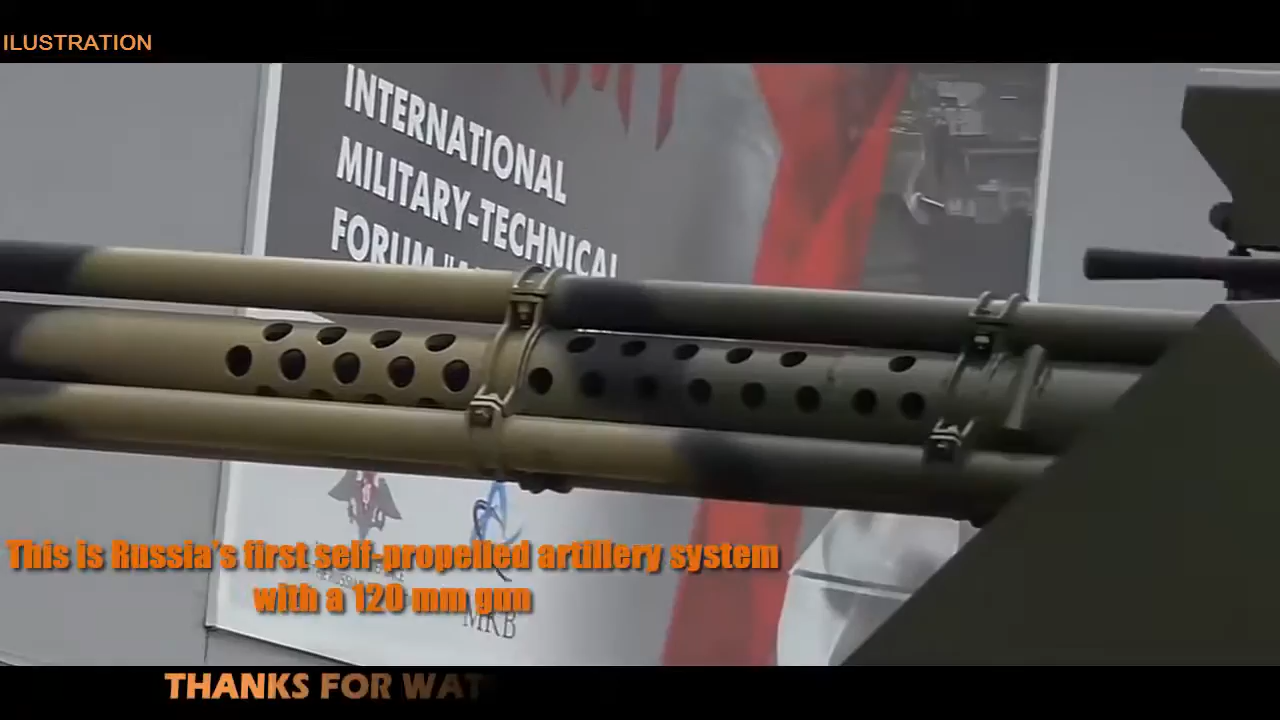 ILUSTRATION
INTERNATIONAL
MILITARY-TECHNICAL
FORUM
This is Russia's first self-propelled artillery system
with a 120 mm gun
MKB
THANKS FOR WAT